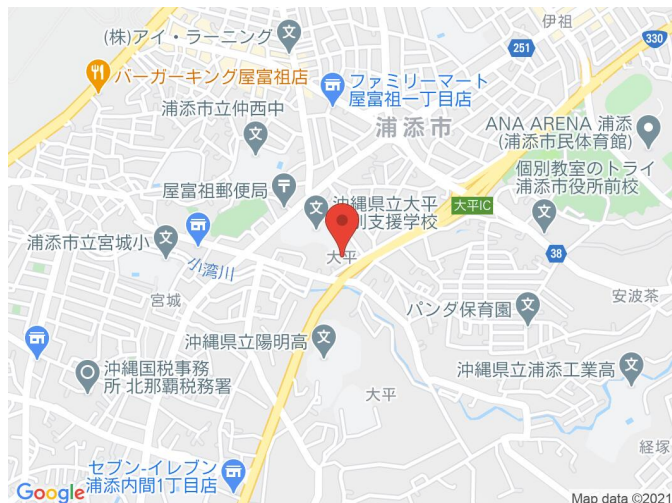 伊祖
330
(株)アイ・ラーニング
251
バーガーキング屋富祖店
ファミリーマート
屋富祖一丁目店
浦添市立仲西中
浦添市
ANA ARENA 浦添
(浦添市民体育館)
個別教室のトライ
浦添市役所前校
屋富祖郵便局
沖縄県立大平
別支援学校
大平IC
浦添市立宮城小
大平
38
小湾川
宮城
安波茶
パンダ保育園
沖縄県立陽明高
沖縄国税事務
所 北那覇税務署
沖縄県立浦添工業高
大平
経塚
セブン-イレブン
浦添内間1丁目店
Google
Map data ©2021